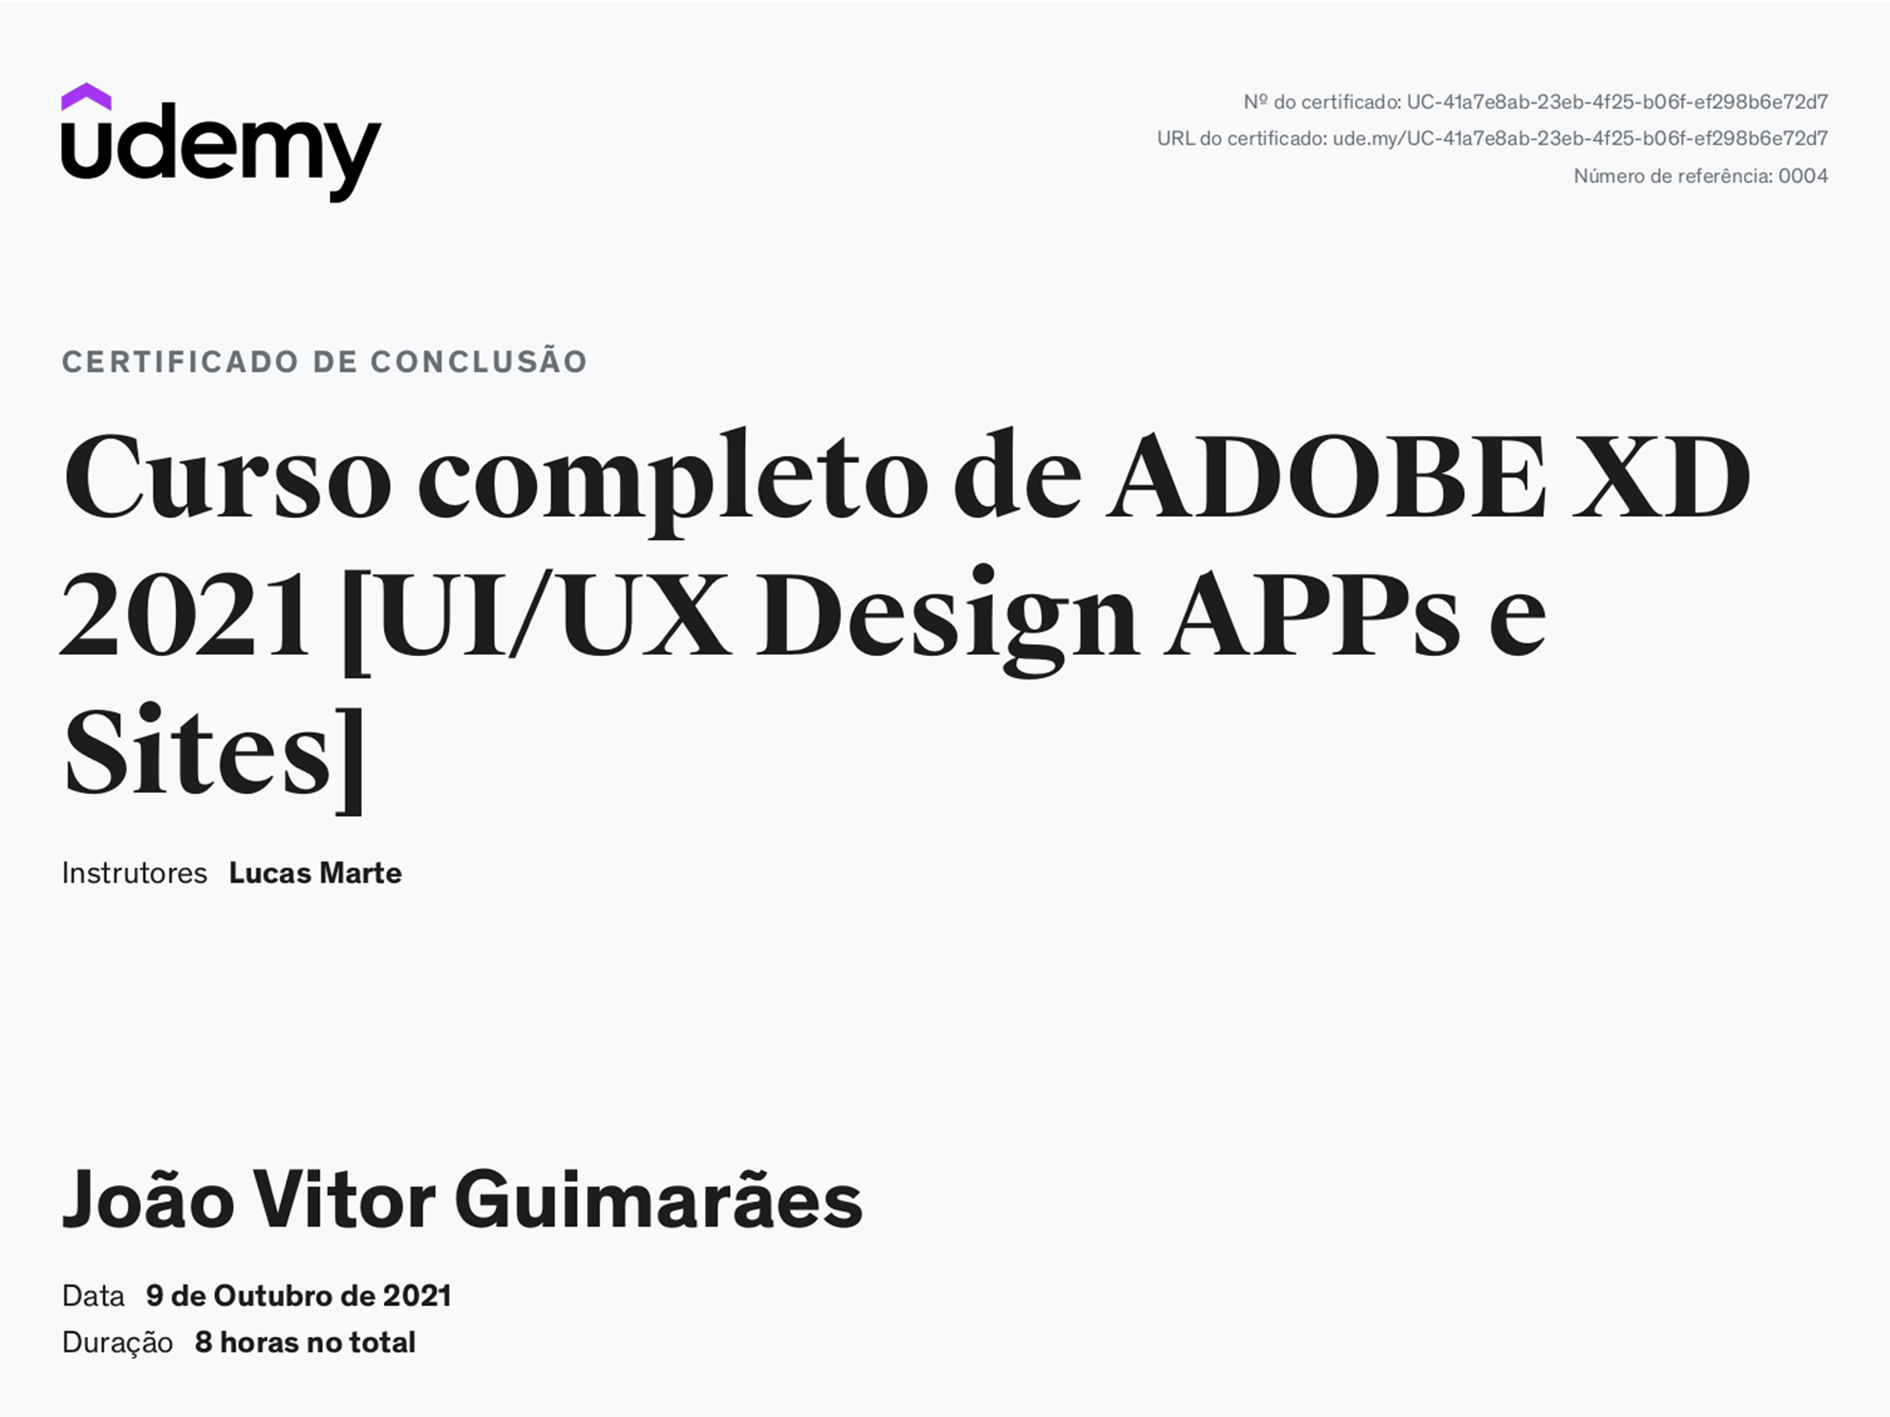 udemy
Nº do certificado: UC-41a7e8ab-23eb-4f25-b06f-ef298b6e72d7
URL do certificado: ude.my/UC-41a7e8ab-23eb-4f25-b06f-ef298b6e72d7
Número de referência: 0004
CERTIFICADO DE CONCLUSÃO
Curso completo de ADOBE XD
2021 [UI/UX Design APPs e
Sites]
Instrutores Lucas Marte
João Vitor Guimarães
Data 9 de Outubro de 2021
Duração 8 horas no total